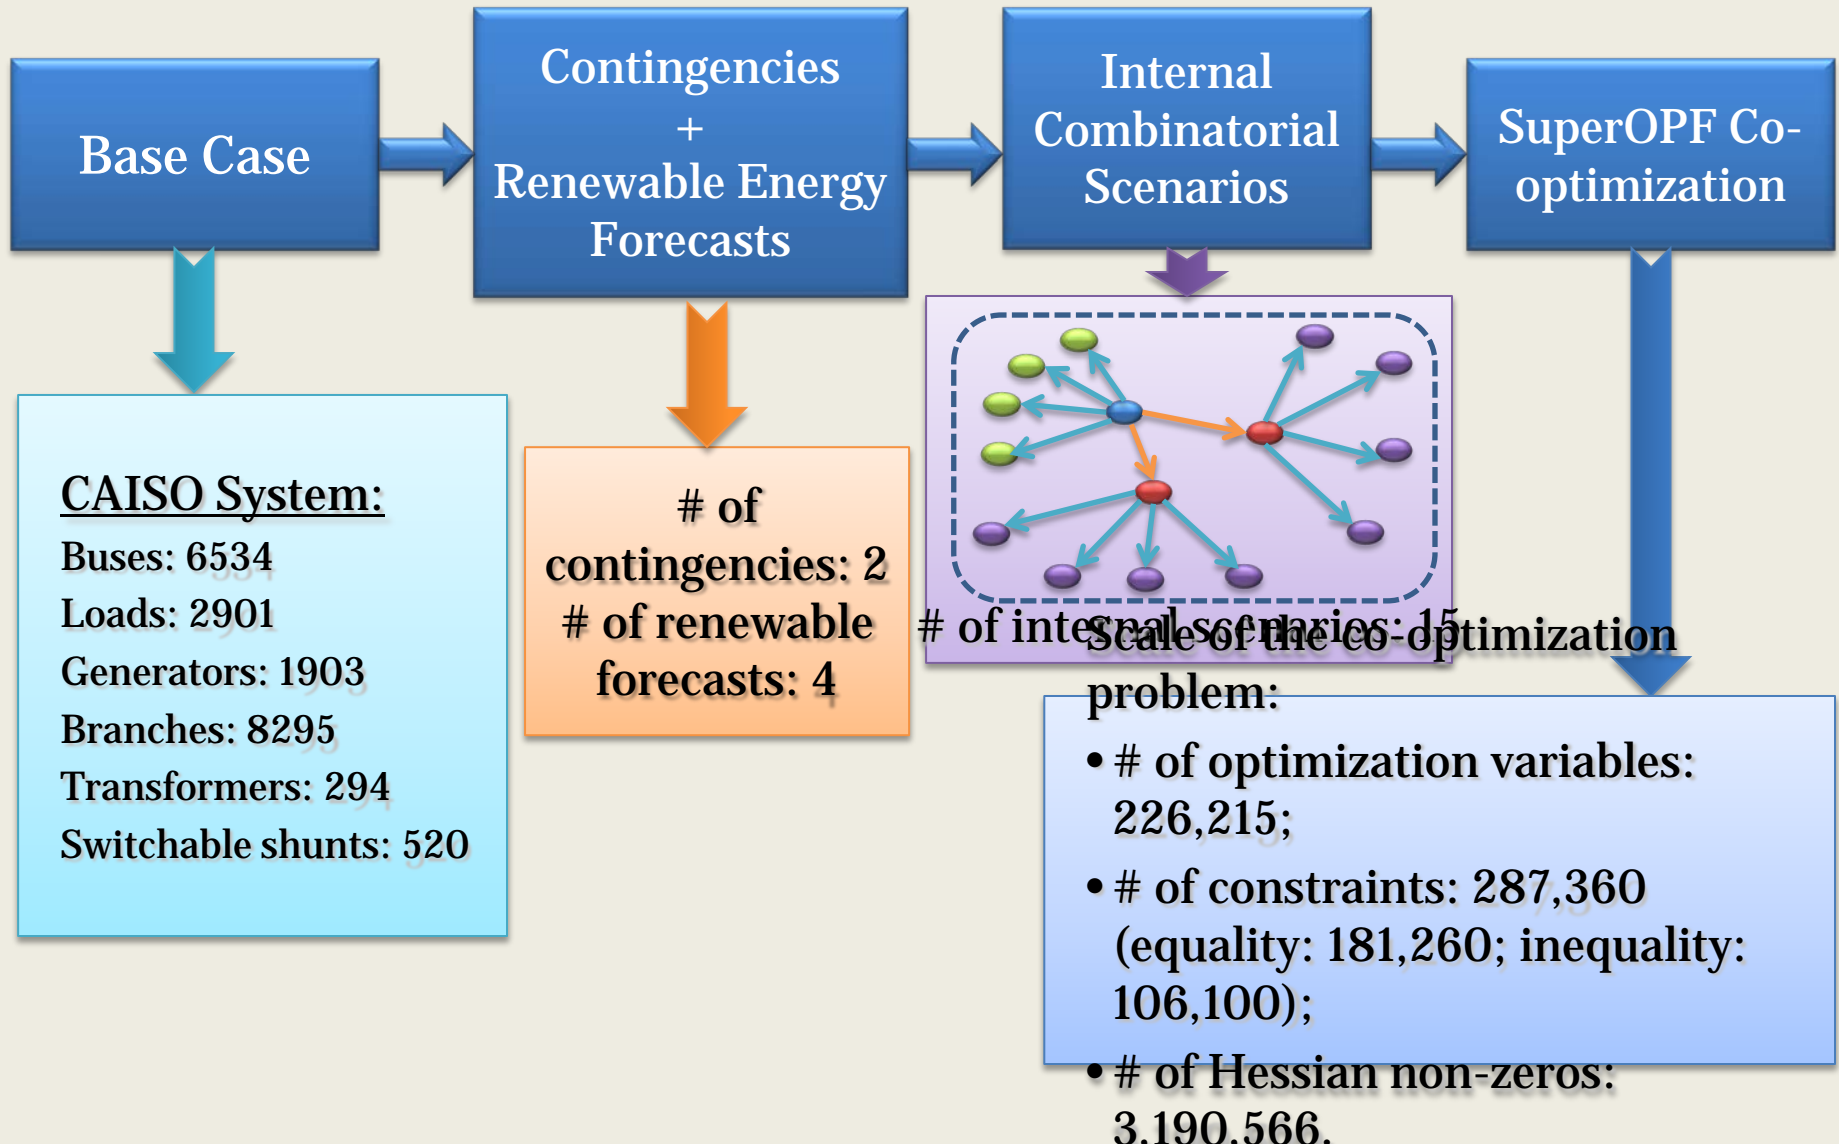 Base Case
Contingencies
+
Renewable Energy
Forecasts
Internal
Combinatorial
Scenarios
SuperOPF Co-
optimization
CAISO System:
Buses: 6534
Loads: 2901
Generators: 1903
Branches: 8295
Transformers: 294
Switchable shunts: 520
# of
contingencies: 2
# of renewable
forecasts: 4
# of internal scenarios: 15
Scale of the co-optimization
problem:
• # of optimization variables:
226,215;
• # of constraints: 287,360
(equality: 181,260; inequality:
106,100);
• # of Hessian non-zeros:
3,190,566.